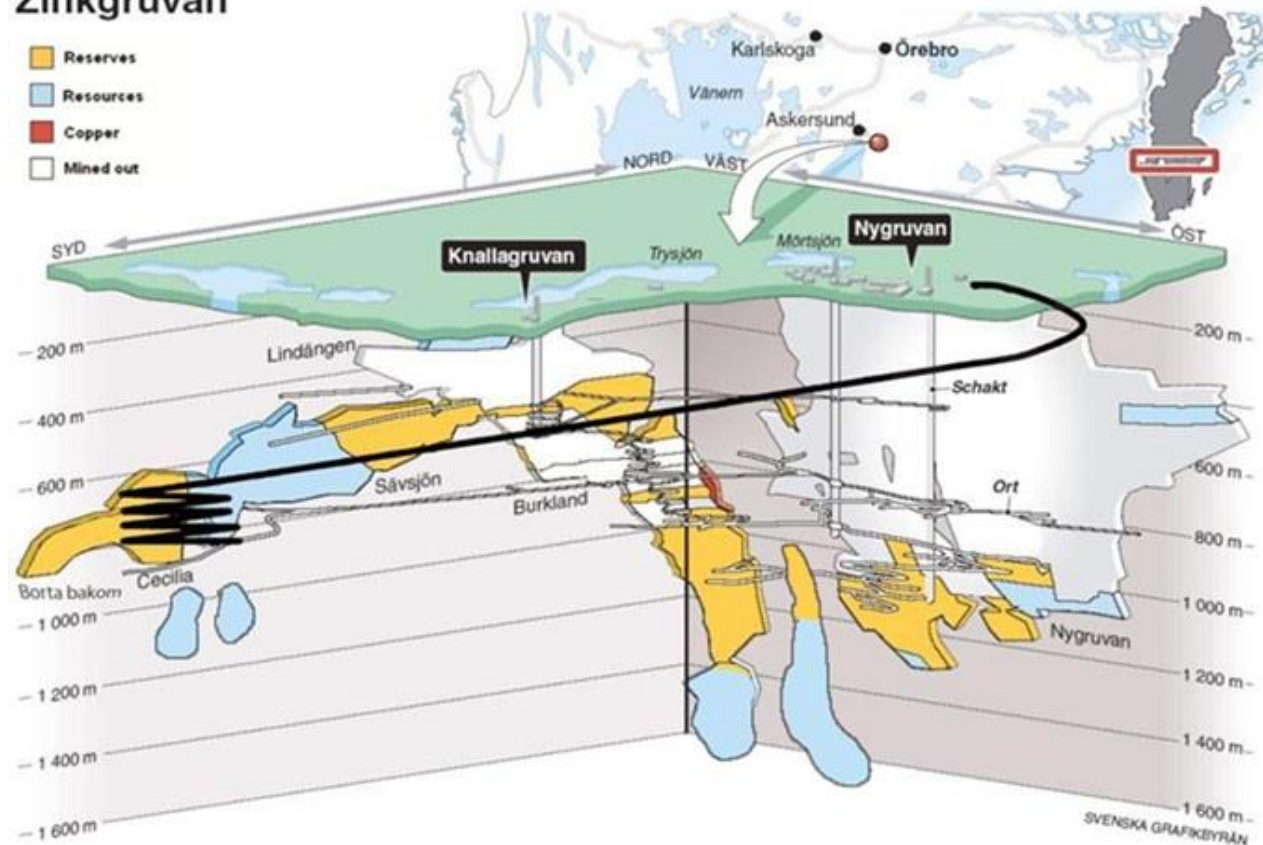 Zinkgruvan
Reserves
Resources
Copper
Mined out
Karlskoga
Örebro
Vänern
Askersund
NORD
VÄST
SYD
ÖST
Knallagruvan
Trysjön
Mörtsjön
Nygruvan
200 m
400 m
600 m
1 000 m
1 200 m
1 400 m
1 600 m
Lindängen
Sävsjön
Burkland
Cecilia
Botta bakom
Schakt
Ort
Nygruvan
200 m
600 m
800 m
1 000 m
1 200 m
1 400 m
1 600 m
SVENSKA GRAFIKBYRÅN